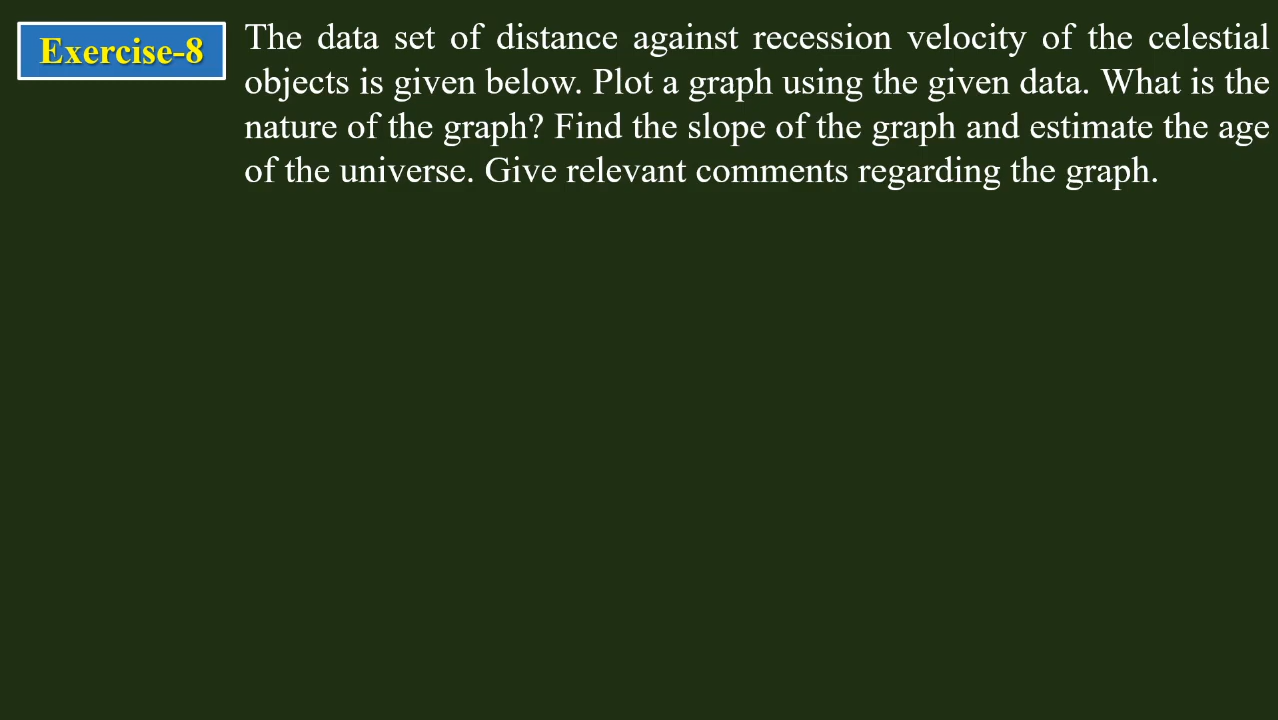 Exercise-8
The data set of distance against recession velocity of the celestial
objects is given below. Plot a graph using the given data. What is the
nature of the graph? Find the slope of the graph and estimate the age
of the universe. Give relevant comments regarding the graph.